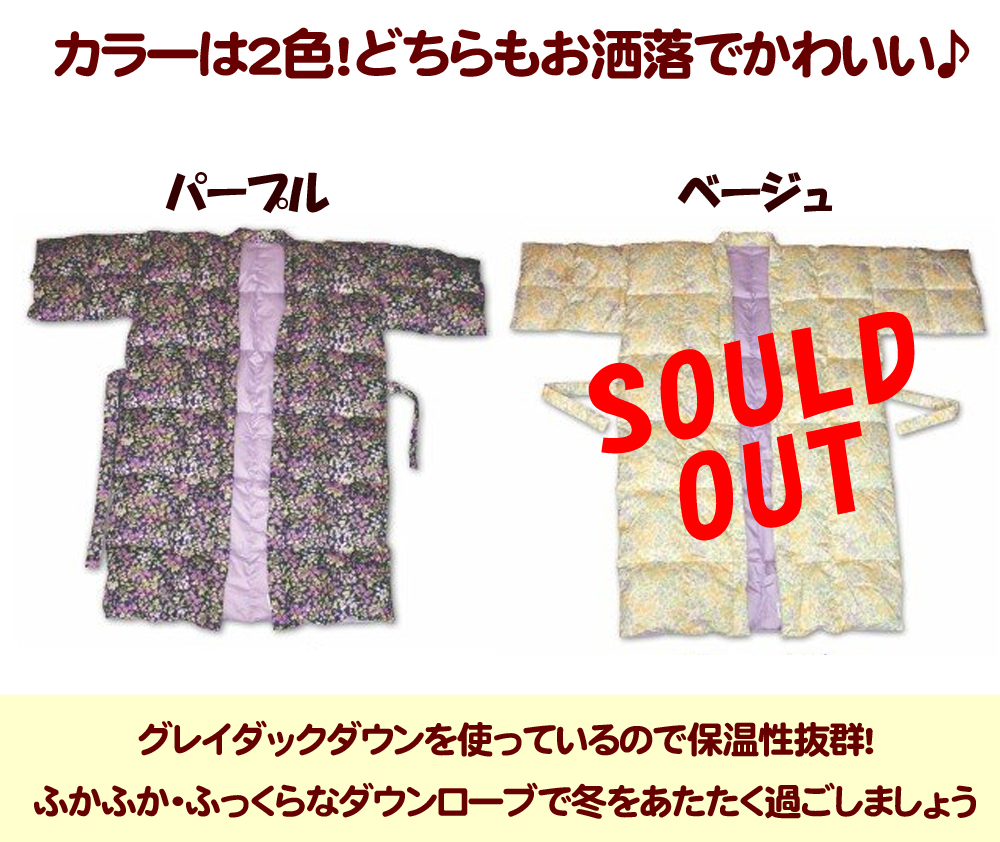 カラーは2色!どちらもお洒落でかわいい♪
パープル
ベージュ
SOULD
OUT
グレイダックダウンを使っているので保温性抜群!
ふかふか・ふっくらなダウンローブで冬をあたたく過ごしましょう